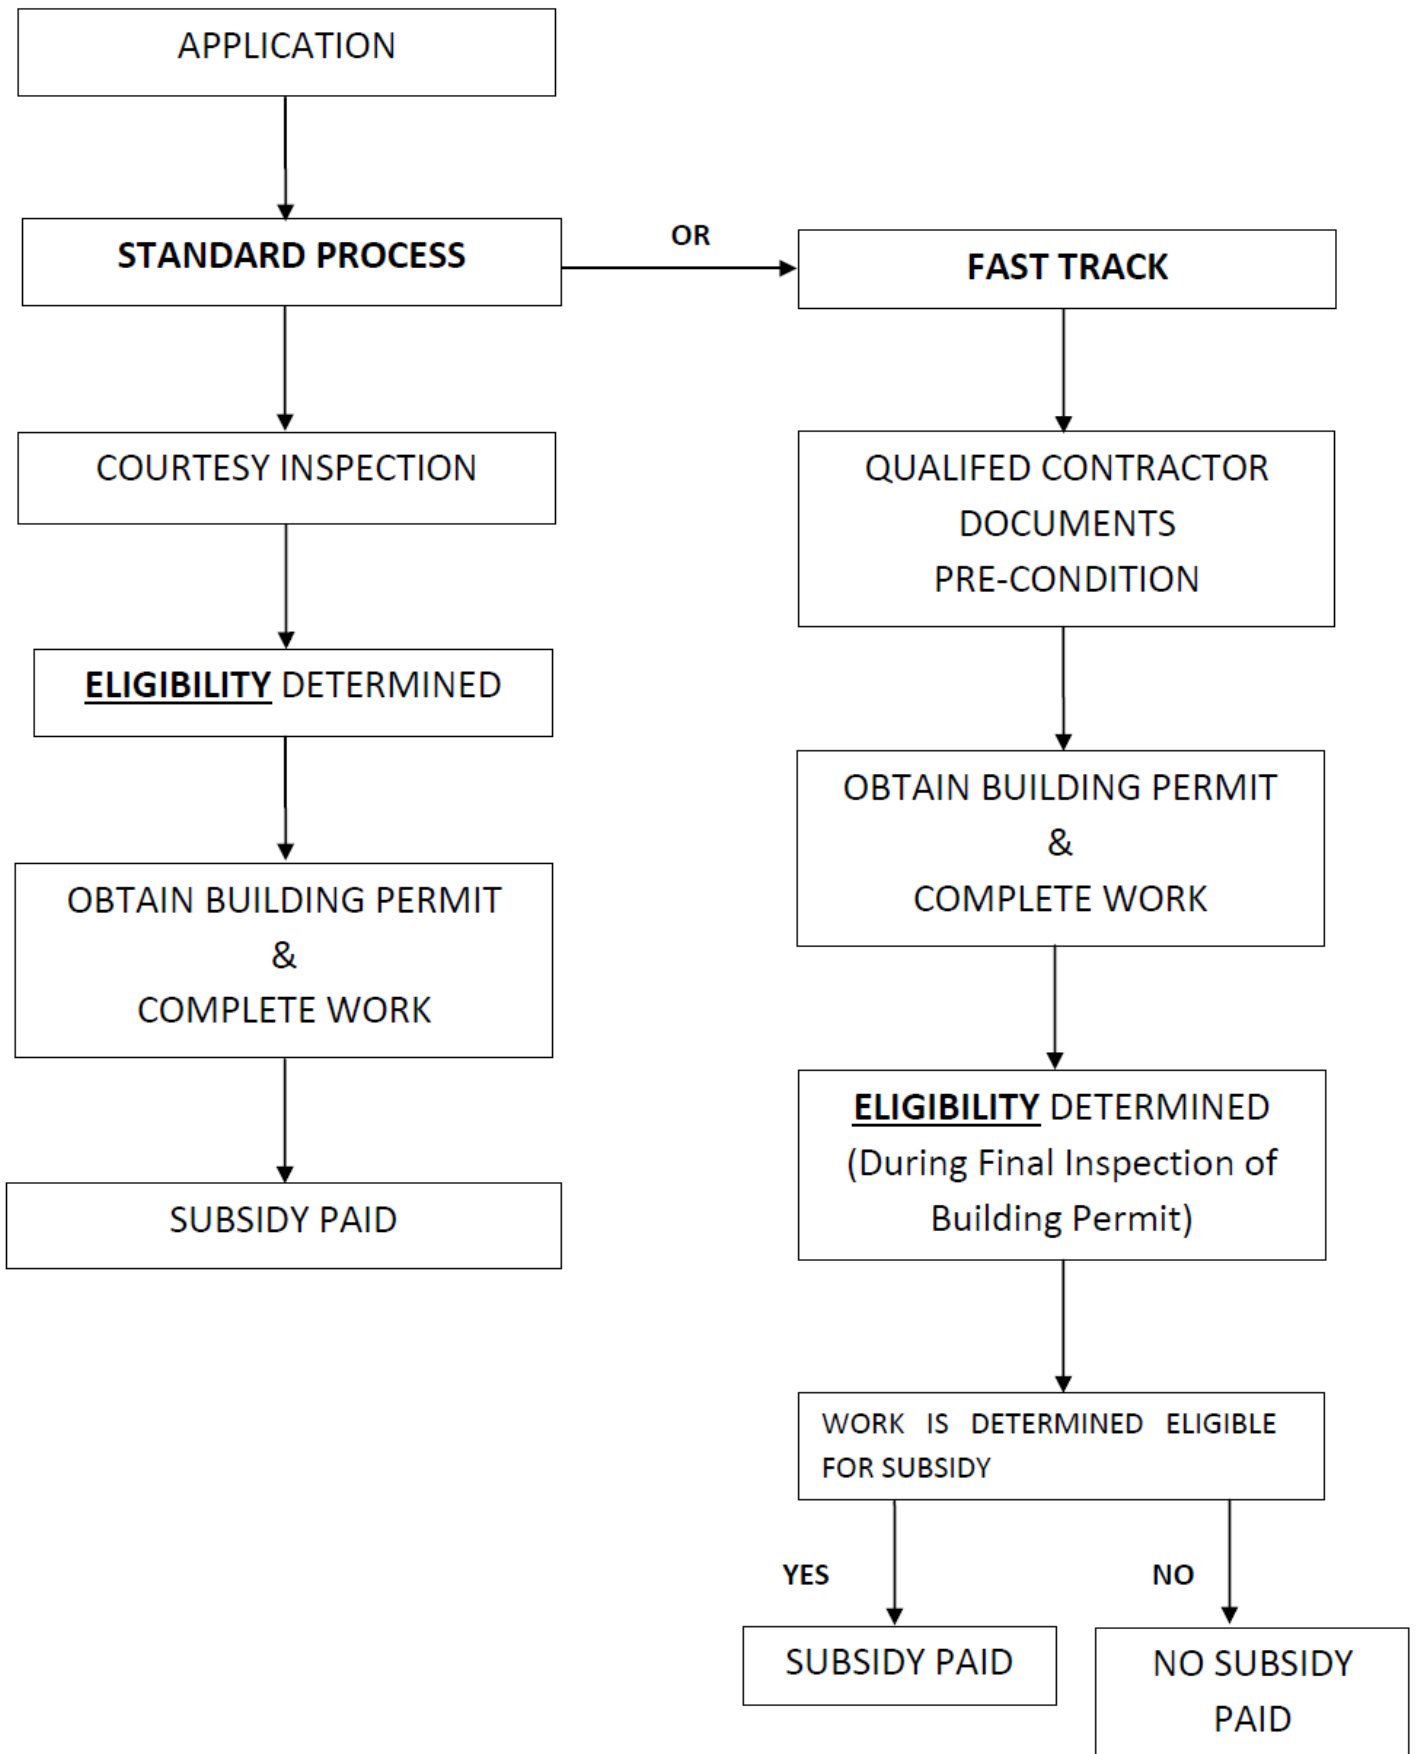 APPLICATION
STANDARD PROCESS
OR
FAST TRACK
COURTESY INSPECTION
ELIGIBILITY DETERMINED
OBTAIN BUILDING PERMIT
&
COMPLETE WORK
SUBSIDY PAID
QUALIFED CONTRACTOR
DOCUMENTS
PRE-CONDITION
OBTAIN BUILDING PERMIT
&
COMPLETE WORK
ELIGIBILITY DETERMINED
(During Final Inspection of
Building Permit)
WORK IS DETERMINED ELIGIBLE
FOR SUBSIDY
YES
NO
SUBSIDY PAID
NO SUBSIDY
PAID